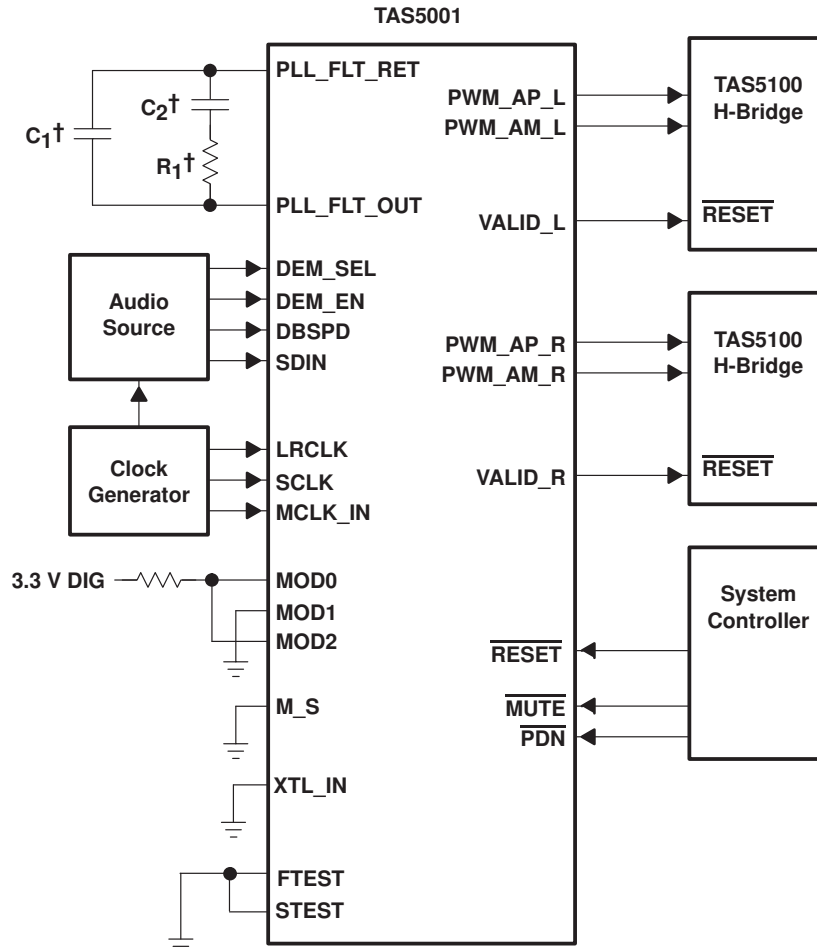 TAS5001
PLL_FLT_RET
C2†
C1†
R1†
PLL_FLT_OUT
Audio
Source
DEM_SEL
DEM_EN
DBSPD
SDIN
Clock
Generator
LRCLK
SCLK
MCLK_IN
3.3 V DIG
MOD0
MOD1
MOD2
M_S
XTL_IN
FTEST
STEST
PWM_AP_L
PWM_AM_L
VALID_L
TAS5100
H-Bridge
RESET
PWM_AP_R
PWM_AM_R
VALID_R
TAS5100
H-Bridge
RESET
RESET
MUTE
PDN
System
Controller